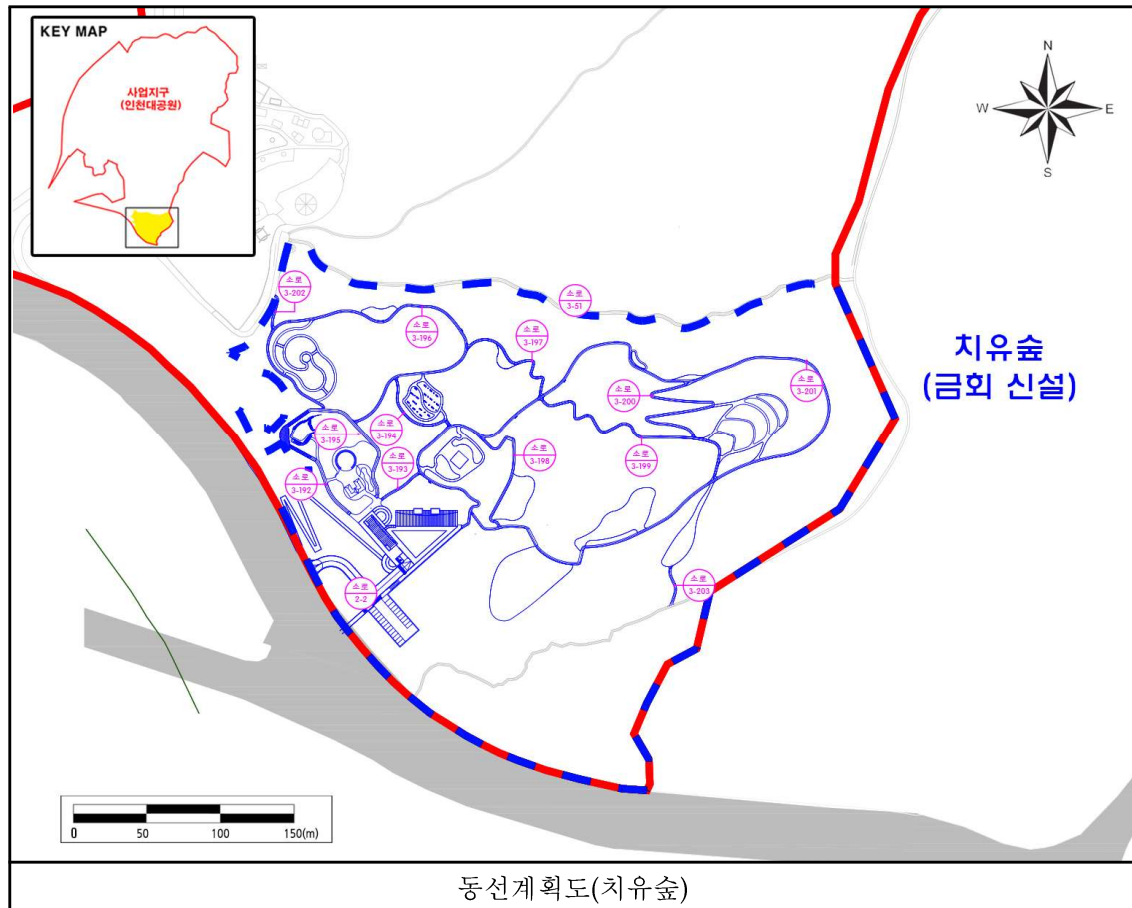 KEY MAP
사업지구
(인천대공원)
N
W
E
S
소로
3-202
소로
3-51
소로
3-196
소로
3-197
치유숲
(금회 신설)
소로
3-200
소로
3-201
소로
3-195
소로
3-194
소로
3-193
소로
3-198
소로
3-199
소로
3-192
소로
2-2
소로
3-203
0
50
100
150(m)
동선계획도(치유숲)